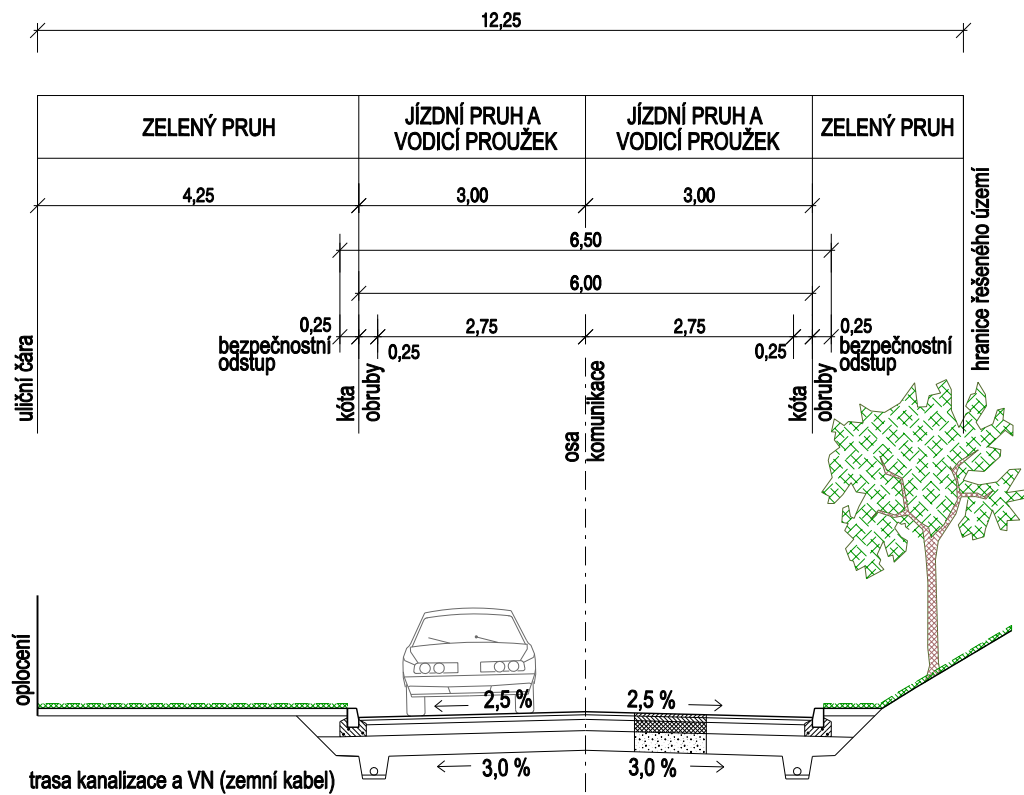 12,25
ZELENÝ PRUH
JÍZDNÍ PRUH A
VODICÍ PROUŽEK
JÍZDNÍ PRUH A
VODICÍ PROUŽEK
ZELENÝ PRUH
4,25
3,00
3,00
6,50
6,00
0,25
bezpečnostní
odstup
0,25
2,75
2,75
0,25
0,25
bezpečnostní
odstup
uliční čára
kóta
obruby
osa
komunikace
kóta
obruby
hranice řešeného území
oplocení
2,5 %
2,5 %
3,0 %
3,0 %
trasa kanalizace a VN (zemní kabel)